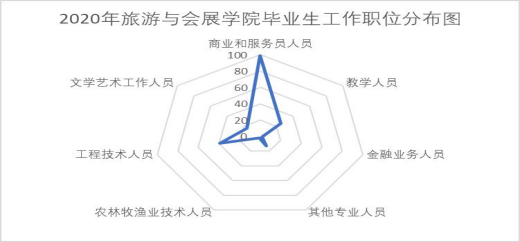 2020年旅游与会展学院毕业生工作职位分布图
商业和服务员人员
100
80
60
40
20
0
教学人员
金融业务人员
其他专业人员
农林牧渔业技术人员
工程技术人员
文学艺术工作人员